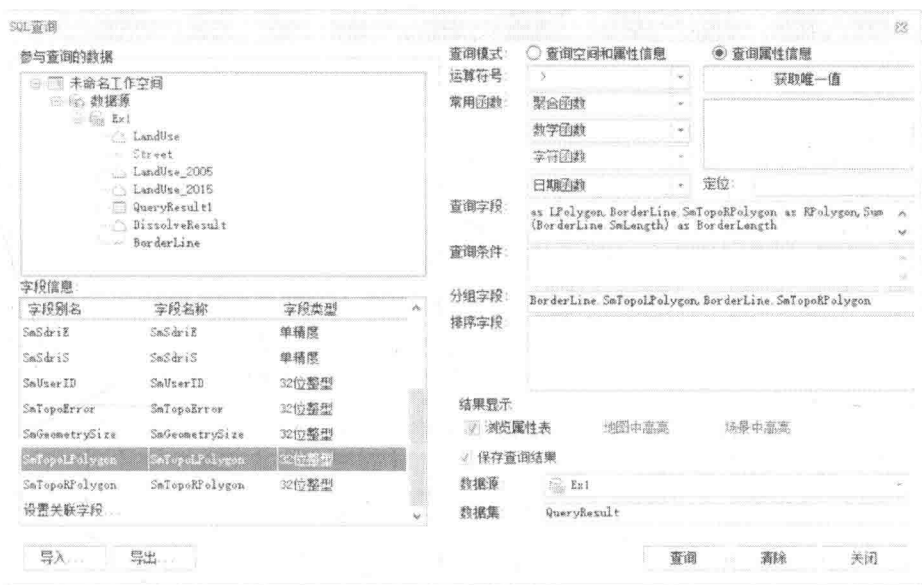 SQL查询
参与查询的数据
未命名工作空间
数据源
Ex1
LandUse
Street
LandUse_2005
LandUse_2015
QueryResult1
DissolveResult
BorderLine
字段信息:
字段别名 字段名称 字段类型
SmSdriE SmSdriE 单精度
SmSdriS SmSdriS 单精度
SmUserID SmUserID 32位整型
SmTopoError SmTopoError 32位整型
SmGeometrySize SmGeometrySize 32位整型
SmTopoLPolygon SmTopoLPolygon 32位整型
SmTopoRPolygon SmTopoRPolygon 32位整型
设置关联字段...
导入... 导出...
查询模式: 查询空间和属性信息 查询属性信息
运算符号: > 获取唯一值
常用函数: 聚合函数
数学函数
字符函数
日期函数 定位:
查询字段: as LPolygon,BorderLine.SmTopoRPolygon as RPolygon,Sum
(BorderLine.SmLength) as BorderLength
查询条件:
分组字段: BorderLine.SmTopoLPolygon,BorderLine.SmTopoRPolygon
排序字段:
结果显示
浏览属性表 地图中高亮 场景中高亮
保存查询结果
数据源: Ex1
数据集: QueryResult
查询 清除 关闭